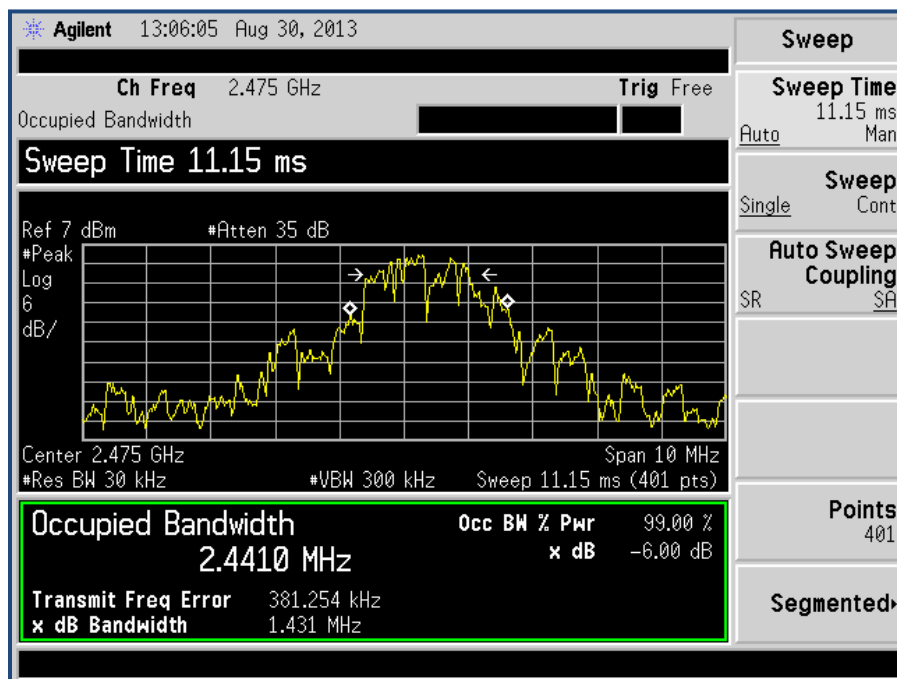 Agilent 13:06:05 Aug 30, 2013
Ch Freq 2.475 GHz Trig Free
Occupied Bandwidth
Sweep Time 11.15 ms
Ref 7 dBm #Atten 35 dB
#Peak
Log
6
dB/
Center 2.475 GHz Span 10 MHz
#Res BW 30 kHz #VBW 300 kHz Sweep 11.15 ms (401 pts)
Occupied Bandwidth Occ BW % Pwr 99.00 %
2.4410 MHz x dB -6.00 dB
Transmit Freq Error 381.254 kHz
x dB Bandwidth 1.431 MHz
Sweep
Sweep Time
11.15 ms
Auto Man
Sweep
Single Cont
Auto Sweep
Coupling
SR SA
Points
401
Segmented